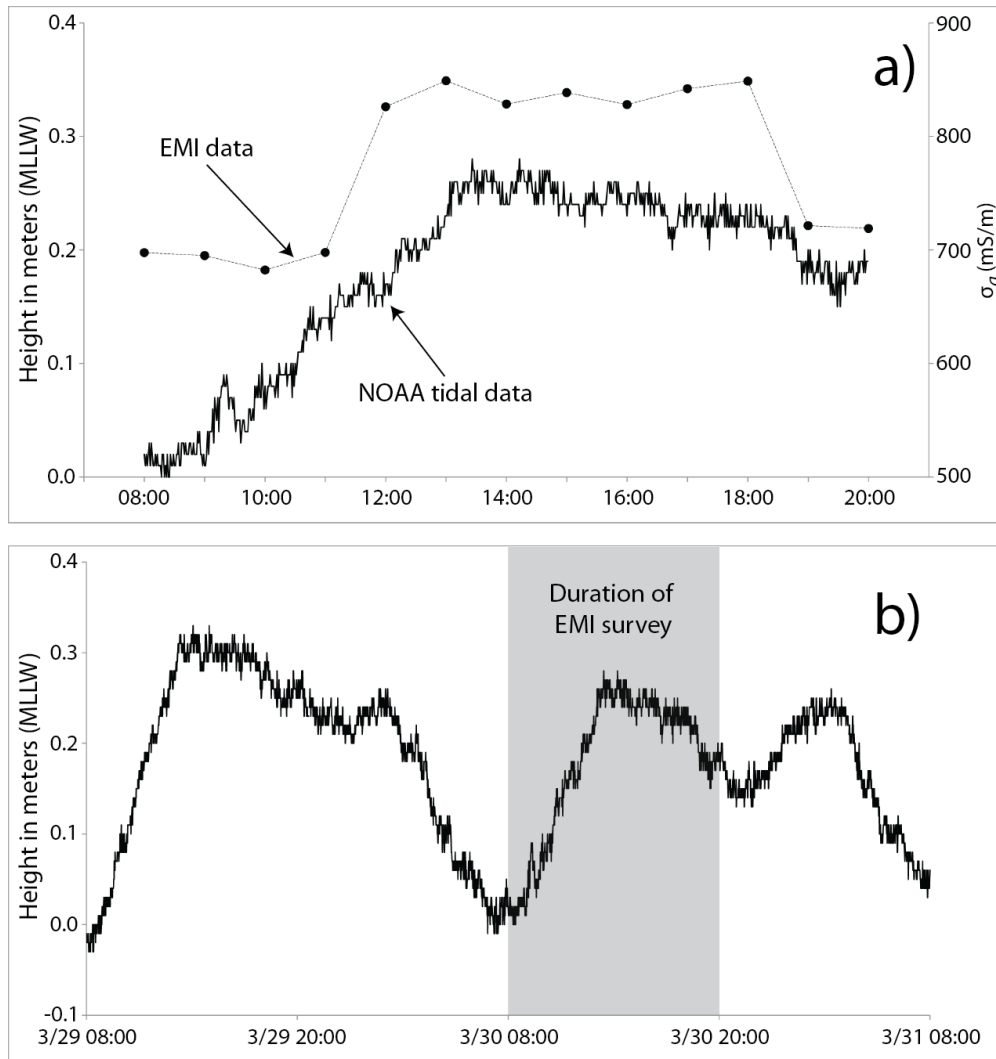 a)
0.4
0.3
0.2
0.1
0.0
Height in meters (MLLW)
900
800
700
600
500
σa (mS/m)
EMI data
NOAA tidal data
08:00 10:00 12:00 14:00 16:00 18:00 20:00
b)
0.4
0.3
0.2
0.1
0.0
-0.1
Height in meters (MLLW)
Duration of
EMI survey
3/29 08:00 3/29 20:00 3/30 08:00 3/30 20:00 3/31 08:00